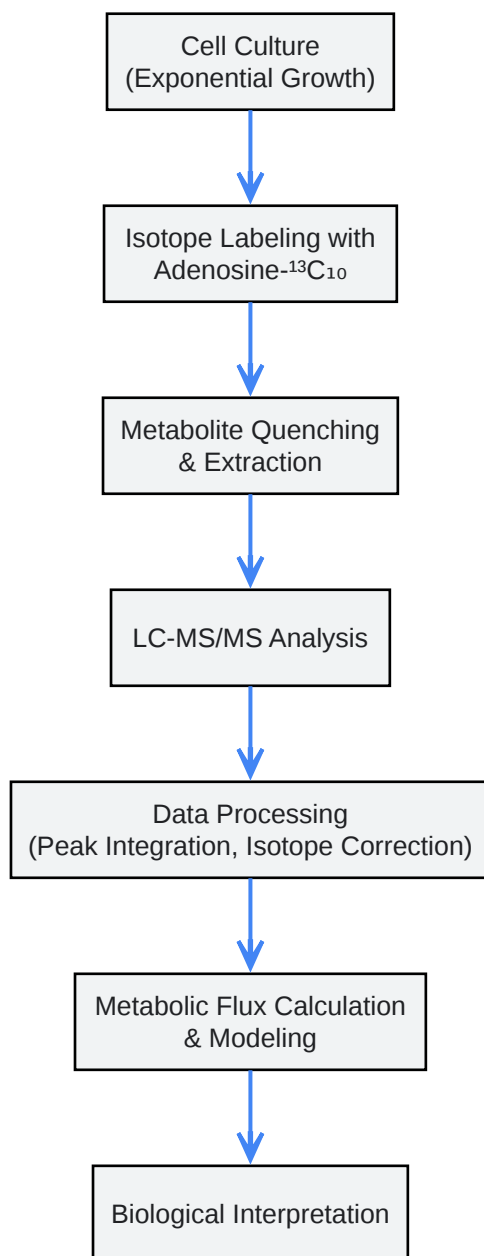 Cell Culture
(Exponential Growth)
Isotope Labeling with
Adenosine-¹³C₁₀
Metabolite Quenching
& Extraction
LC-MS/MS Analysis
Data Processing
(Peak Integration, Isotope Correction)
Metabolic Flux Calculation
& Modeling
Biological Interpretation